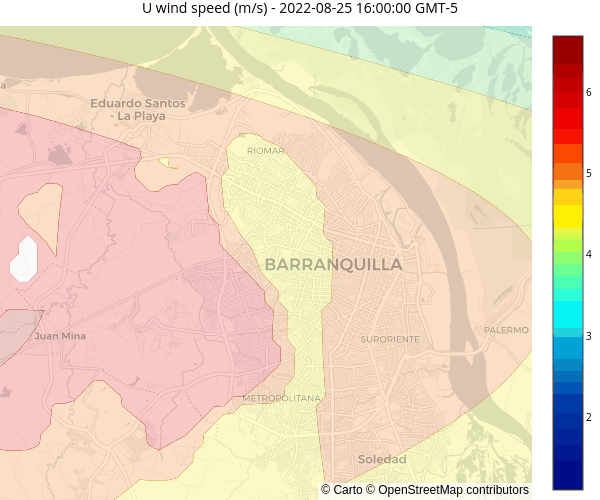 U wind speed (m/s) - 2022-08-25 16:00:00 GMT-5
a
Eduardo Santos
- La Playa
RIOMAR
BARRANQUILLA
Juan Mina
SURORIENTE
PALERMO
METROPOLITANA
Soledad
6
5
4
3
2
© Carto © OpenStreetMap contributors